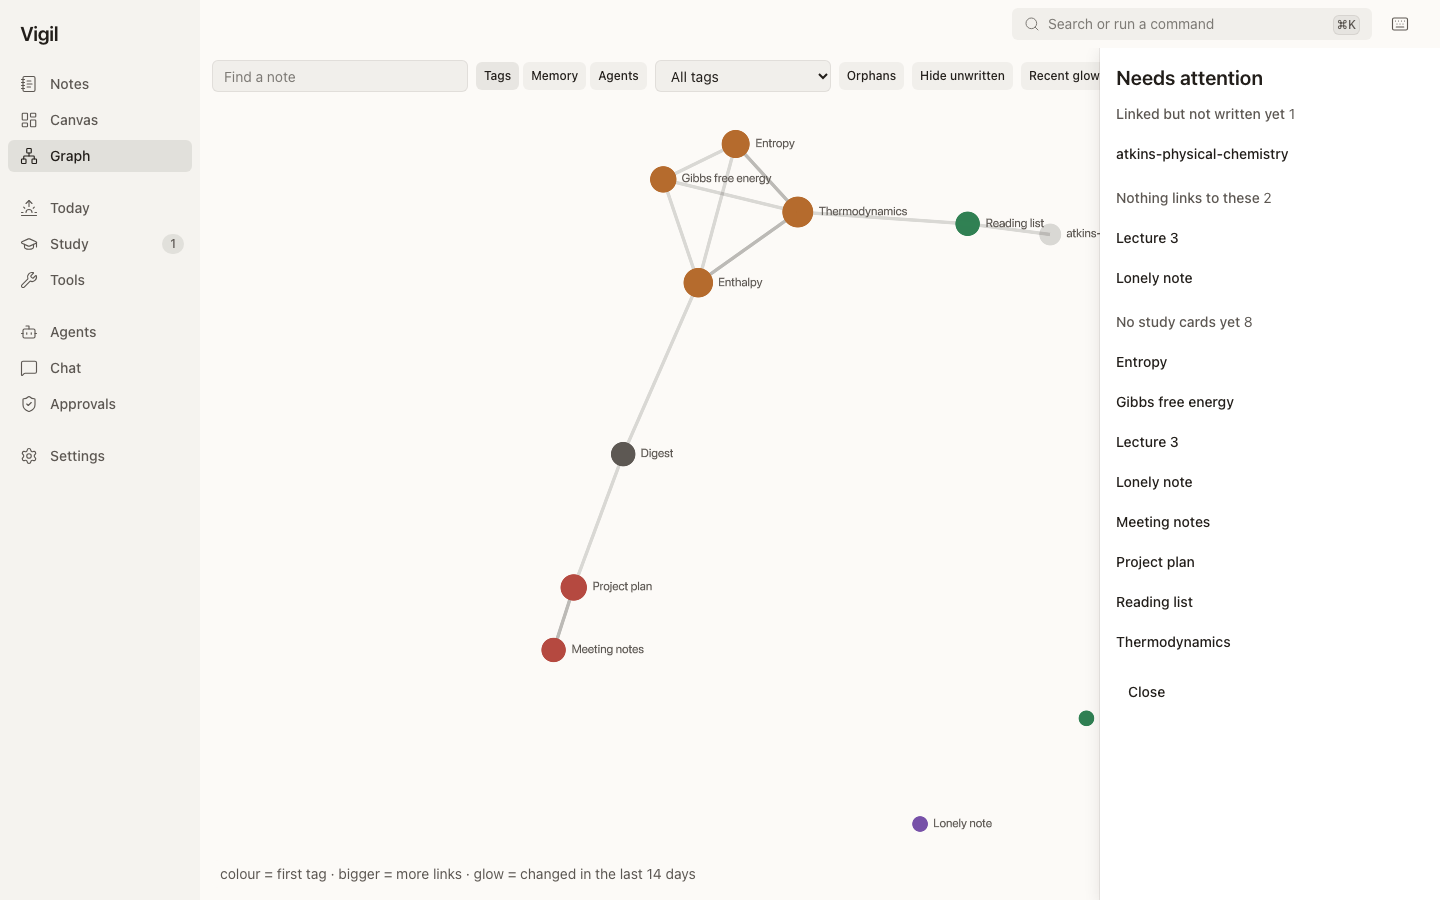 Vigil
Search or run a command ⌘K
Notes
Canvas
Graph
Today
Study 1
Tools
Agents
Chat
Approvals
Settings
Find a note
Tags Memory Agents All tags Orphans Hide unwritten Recent glow
Entropy
Gibbs free energy
Thermodynamics
Reading list
atkins-
Enthalpy
Digest
Project plan
Meeting notes
Lonely note
colour = first tag · bigger = more links · glow = changed in the last 14 days
Needs attention
Linked but not written yet 1
atkins-physical-chemistry
Nothing links to these 2
Lecture 3
Lonely note
No study cards yet 8
Entropy
Gibbs free energy
Lecture 3
Lonely note
Meeting notes
Project plan
Reading list
Thermodynamics
Close